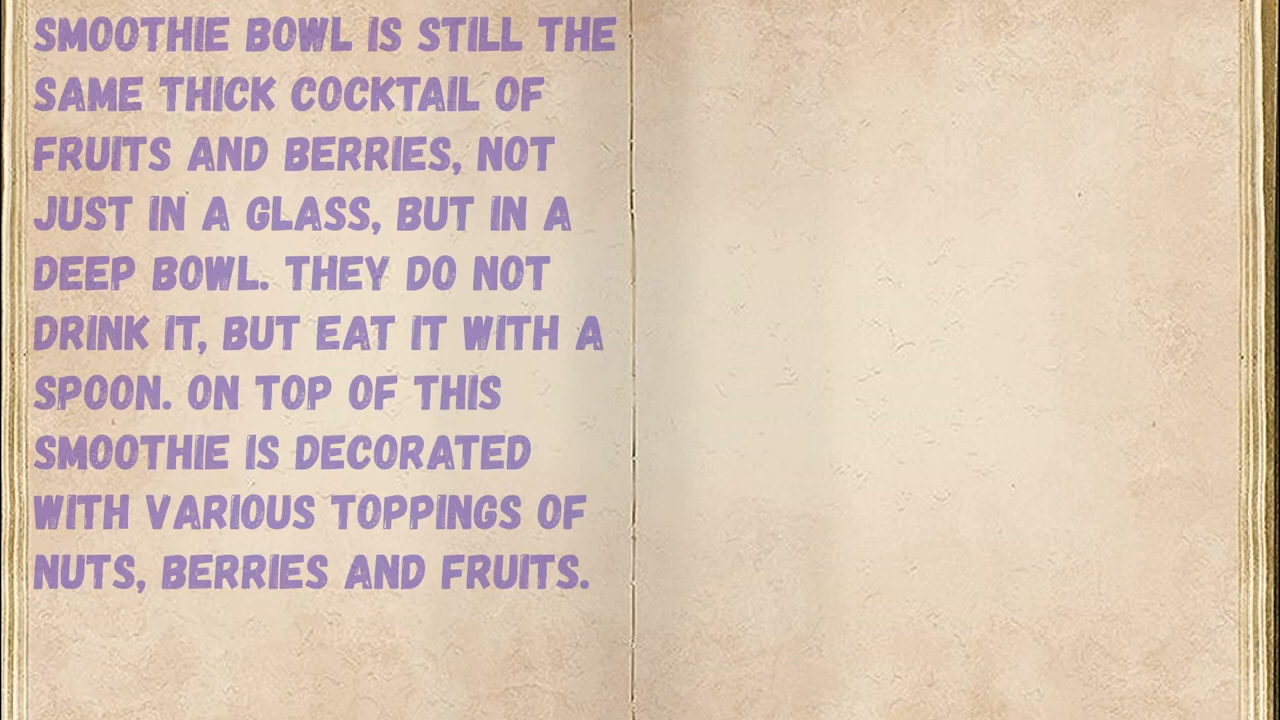 SMOOTHIE BOWL IS STILL THE
SAME THICK COCKTAIL OF
FRUITS AND BERRIES, NOT
JUST IN A GLASS, BUT IN A
DEEP BOWL. THEY DO NOT
DRINK IT, BUT EAT IT WITH A
SPOON. ON TOP OF THIS
SMOOTHIE IS DECORATED
WITH VARIOUS TOPPINGS OF
NUTS, BERRIES AND FRUITS.